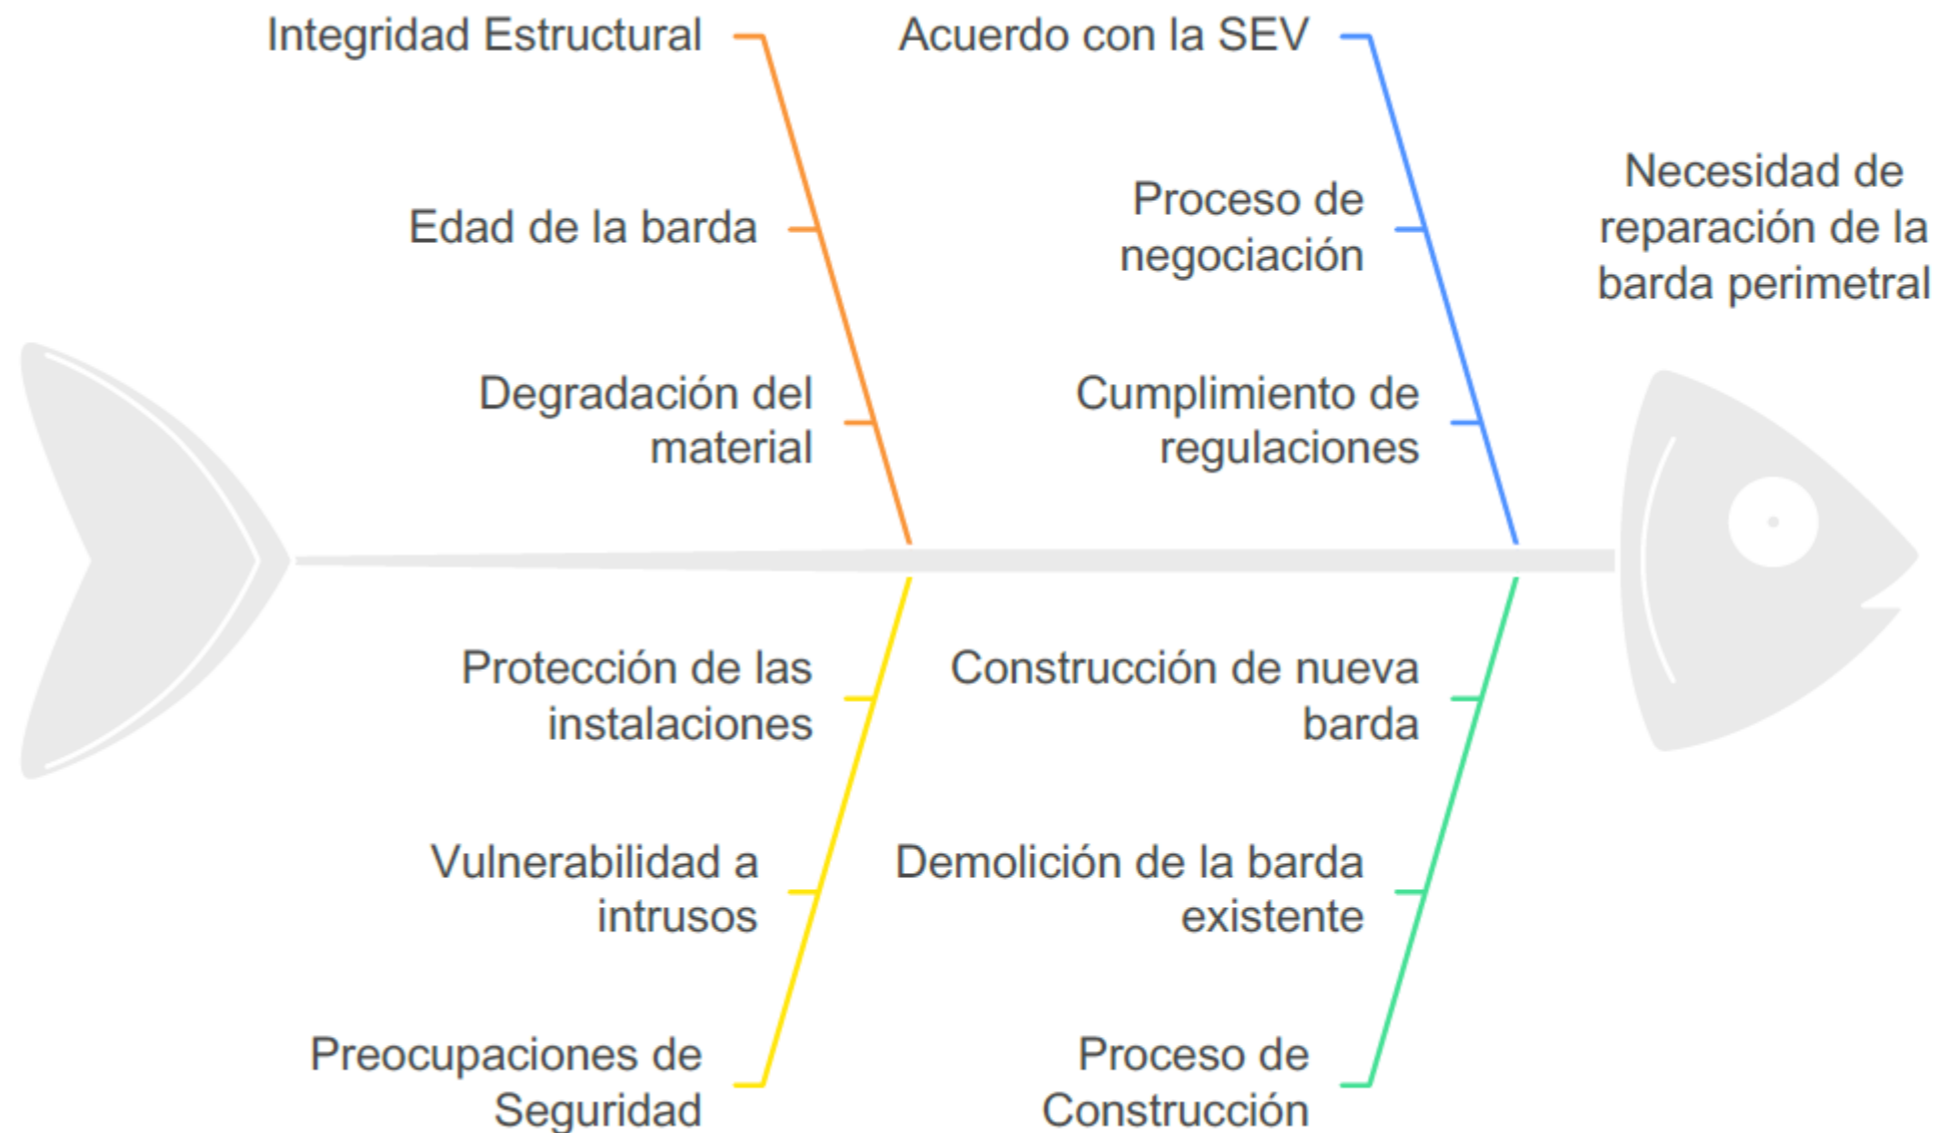 Integridad Estructural
Edad de la barda
Degradación del
material
Acuerdo con la SEV
Proceso de
negociación
Cumplimiento de
regulaciones
Necesidad de
reparación de la
barda perimetral
Protección de las
instalaciones
Vulnerabilidad a
intrusos
Preocupaciones de
Seguridad
Construcción de nueva
barda
Demolición de la barda
existente
Proceso de
Construcción